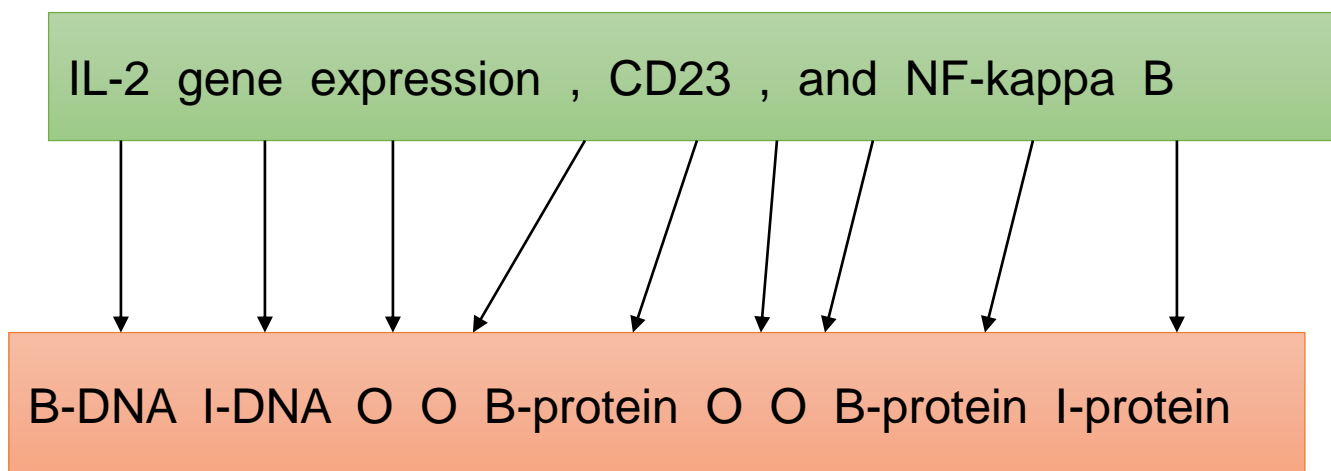 IL-2 gene expression , CD23 , and NF-kappa B
B-DNA I-DNA O O B-protein O O B-protein I-protein